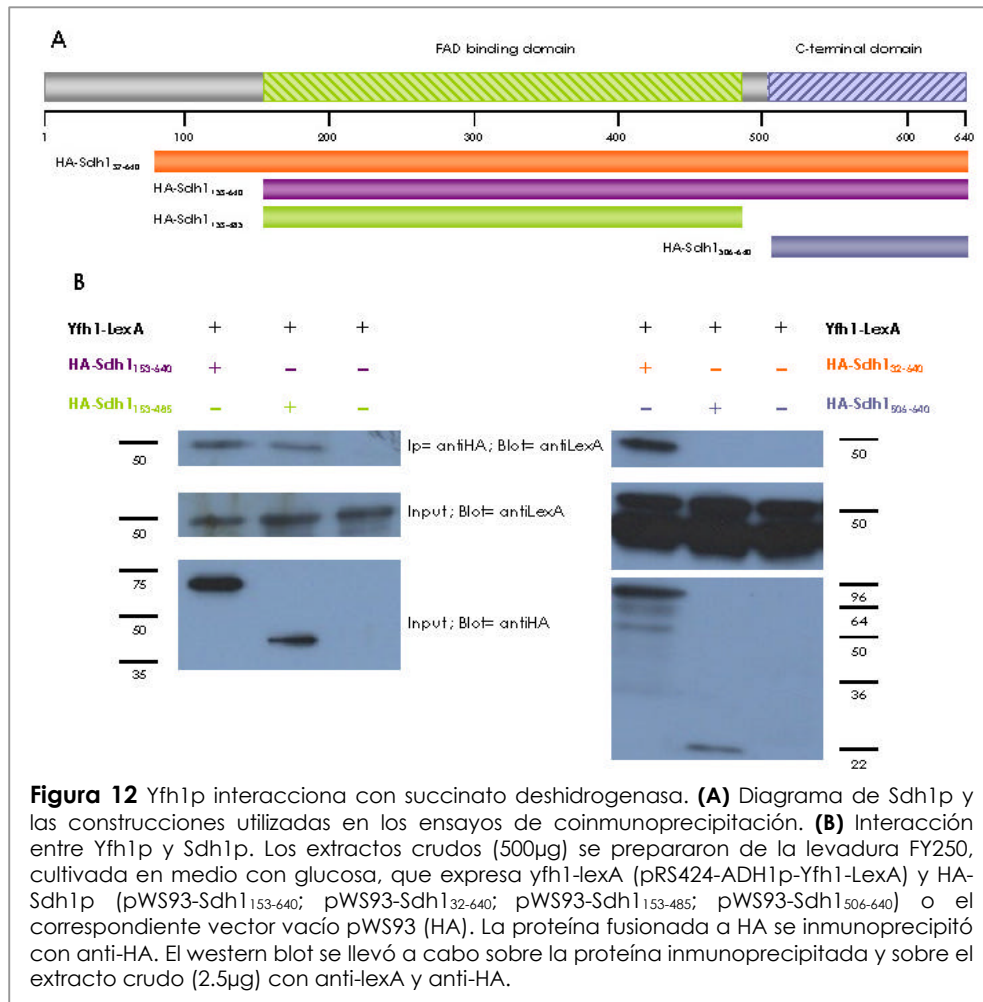 A
FAD binding domain
C-terminal domain
1 100 200 300 400 500 600 640
HA-Sdh1
HA-Sdh1
HA-Sdh1
HA-Sdh1
B
Yfh1-LexA + + + + + + Yfh1-LexA
HA-Sdh1153-640 + – – + – – HA-Sdh132-640
HA-Sdh1153-485 – + – – + – HA-Sdh1506-640
50 Ip= antiHA; Blot= antiLexA 50
50 Input; Blot= antiLexA 50
75 96
50 Input; Blot= antiHA 64
35 50
36
22
Figura 12 Yfh1p interacciona con succinato deshidrogenasa. (A) Diagrama de Sdh1p y
las construcciones utilizadas en los ensayos de coinmunoprecipitación. (B) Interacción
entre Yfh1p y Sdh1p. Los extractos crudos (500µg) se prepararon de la levadura FY250,
cultivada en medio con glucosa, que expresa yfh1-lexA (pRS424-ADH1p-Yfh1-LexA) y HA-
Sdh1p (pWS93-Sdh1153-640; pWS93-Sdh132-640; pWS93-Sdh1153-485; pWS93-Sdh1506-640) o el
correspondiente vector vacío pWS93 (HA). La proteína fusionada a HA se inmunoprecipitó
con anti-HA. El western blot se llevó a cabo sobre la proteína inmunoprecipitada y sobre el
extracto crudo (2.5µg) con anti-lexA y anti-HA.